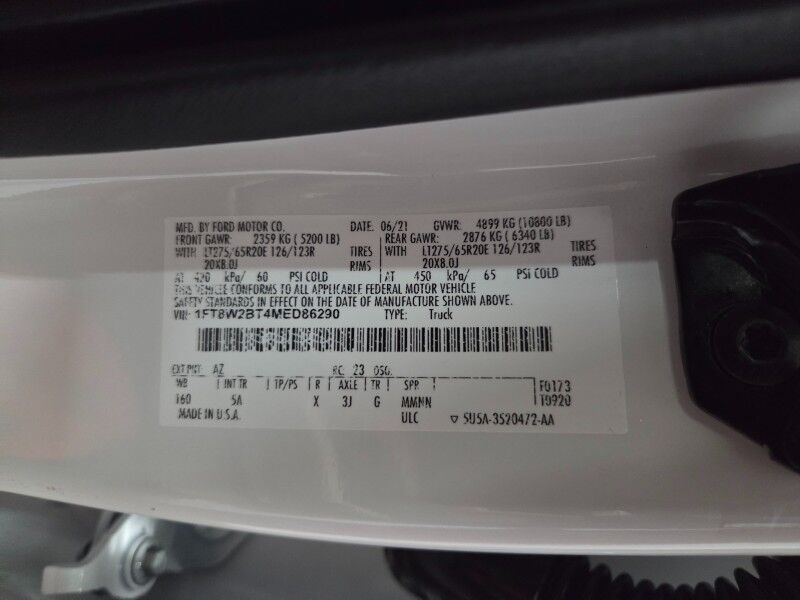 MFD. BY FORD MOTOR CO. DATE: 06/21 GVWR: 4899 KG (10800 LB)
FRONT GAWR: 2359 KG ( 5200 LB) REAR GAWR: 2876 KG ( 6340 LB)
WITH LT275/65R20E 126/123R TIRES WITH LT275/65R20E 126/123R TIRES
20X8.0J RIMS 20X8.0J RIMS
AT 420 kPa/ 60 PSI COLD AT 450 kPa/ 65 PSI COLD
THIS VEHICLE CONFORMS TO ALL APPLICABLE FEDERAL MOTOR VEHICLE
SAFETY STANDARDS IN EFFECT ON THE DATE OF MANUFACTURE SHOWN ABOVE.
VIN: 1FT8W2BT4MED86290 TYPE: Truck
EXT PNT: AZ RC: 23 DSO:
WB INT TR TP/PS R AXLE TR SPR F0173
160 5A X 3J G MMNN T0920
MADE IN U.S.A. ULC ▽ 5U5A-3520472-AA